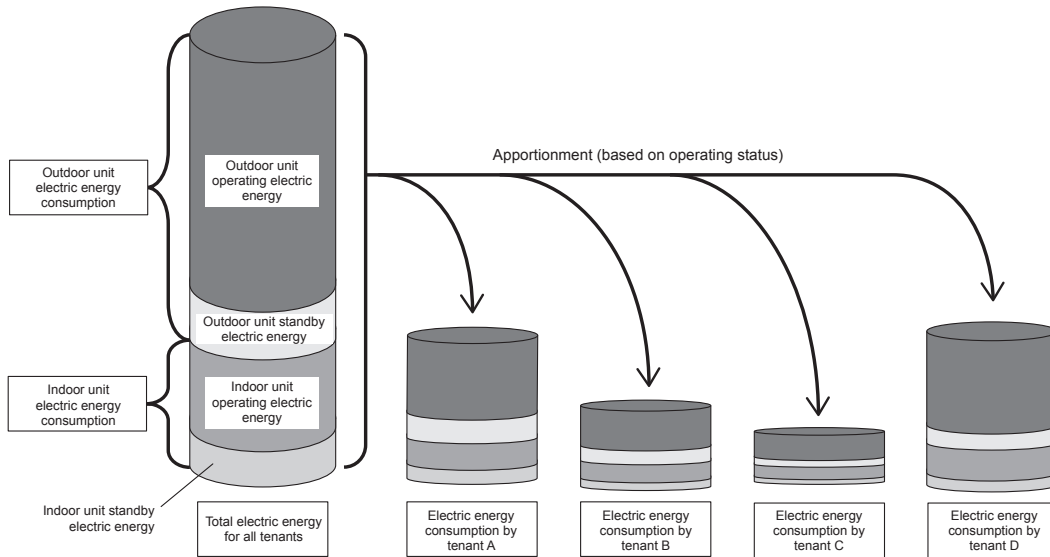 Outdoor unit
electric energy
consumption
Outdoor unit
operating electric
energy
Apportionment (based on operating status)
Outdoor unit standby
electric energy
Indoor unit
electric energy
consumption
Indoor unit
operating electric
energy
Indoor unit standby
electric energy
Total electric energy
for all tenants
Electric energy
consumption by
tenant A
Electric energy
consumption by
tenant B
Electric energy
consumption by
tenant C
Electric energy
consumption by
tenant D